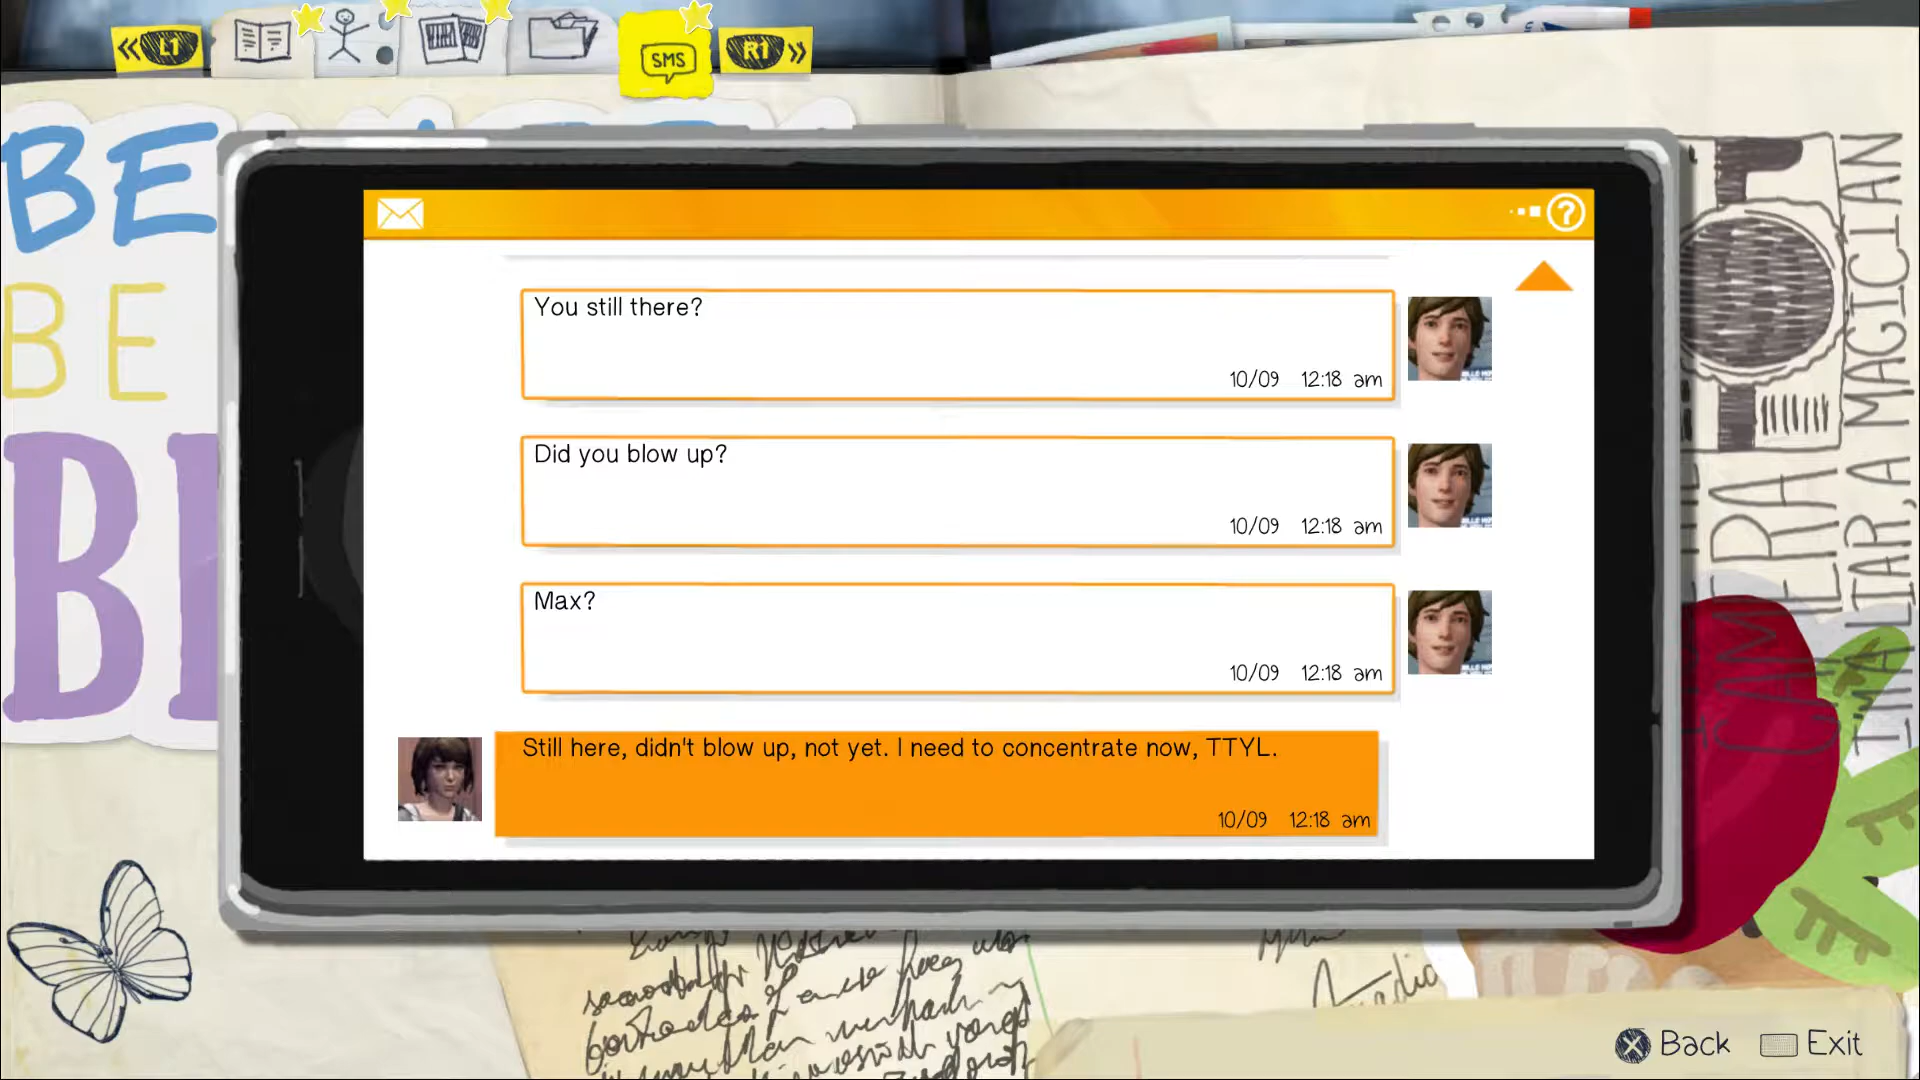 L1
SMS
R1
BE
BE
You still there?
10/09 12:18 am
Did you blow up?
10/09 12:18 am
Max?
10/09 12:18 am
Still here, didn't blow up, not yet. I need to concentrate now, TTYL.
10/09 12:18 am
I'M A LIAR, A MAGICIAN
Back
Exit